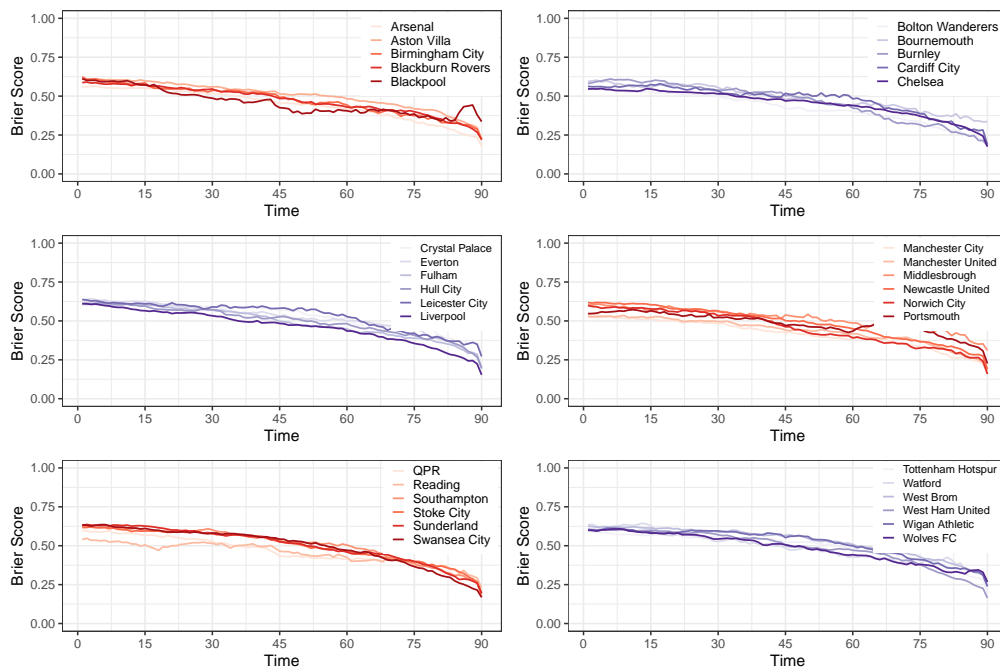 1.00
0.75
0.50
0.25
0.00
Brier Score
0
15
30
45
60
75
90
Time
Arsenal
Aston Villa
Birmingham City
Blackburn Rovers
Blackpool
1.00
0.75
0.50
0.25
0.00
Brier Score
0
15
30
45
60
75
90
Time
Bolton Wanderers
Bournemouth
Burnley
Cardiff City
Chelsea
1.00
0.75
0.50
0.25
0.00
Brier Score
0
15
30
45
60
75
90
Time
Crystal Palace
Everton
Fulham
Hull City
Leicester City
Liverpool
1.00
0.75
0.50
0.25
0.00
Brier Score
0
15
30
45
60
75
90
Time
Manchester City
Manchester United
Middlesbrough
Newcastle United
Norwich City
Portsmouth
1.00
0.75
0.50
0.25
0.00
Brier Score
0
15
30
45
60
75
90
Time
QPR
Reading
Southampton
Stoke City
Sunderland
Swansea City
1.00
0.75
0.50
0.25
0.00
Brier Score
0
15
30
45
60
75
90
Time
Tottenham Hotspur
Watford
West Brom
West Ham United
Wigan Athletic
Wolves FC